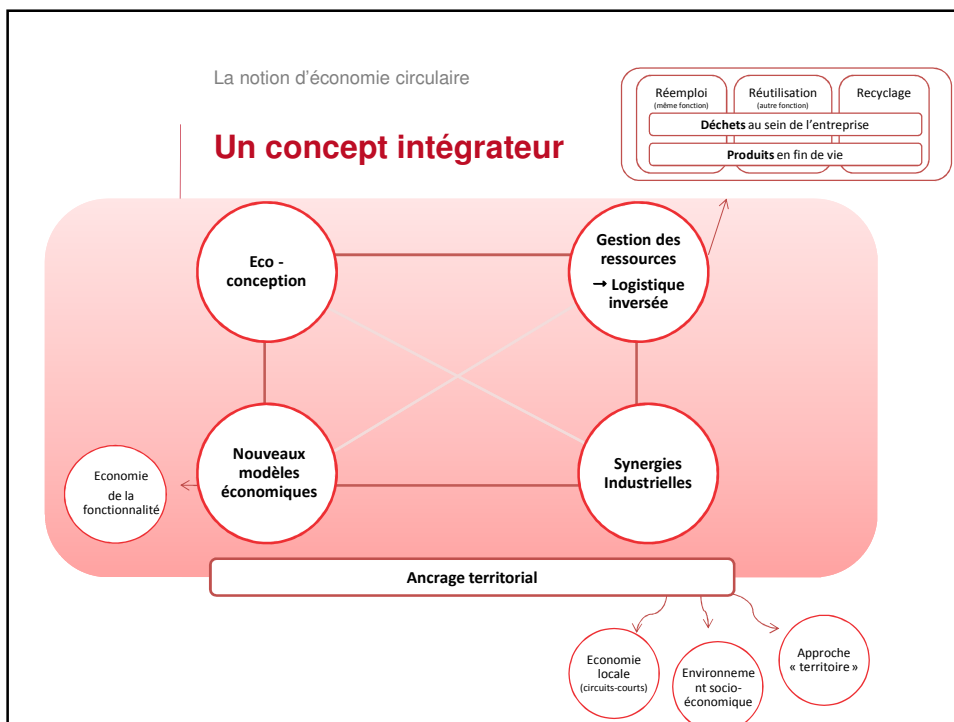 La notion d'économie circulaire
Un concept intégrateur
Réemploi
(même fonction)
Réutilisation
(autre fonction)
Recyclage
Déchets au sein de l'entreprise
Produits en fin de vie
Eco -
conception
Gestion des
ressources
→ Logistique
inversée
Nouveaux
modèles
économiques
Synergies
Industrielles
Economie
de la
fonctionnalité
Ancrage territorial
Economie
locale
(circuits-courts)
Environneme
nt socio-
économique
Approche
« territoire »